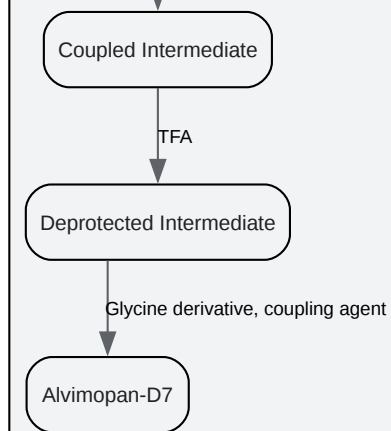 Coupled Intermediate
TFA
Deprotected Intermediate
Glycine derivative, coupling agent
Alvimopan-D7